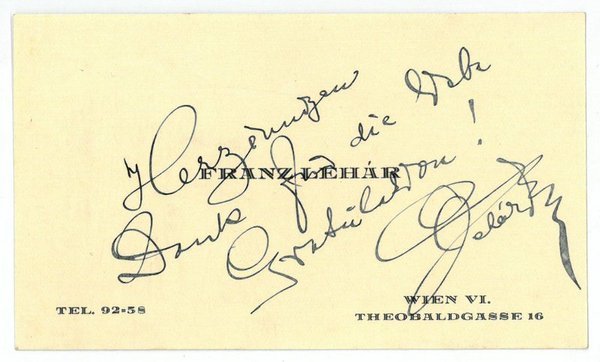 Herzinnigen
Dank für die liebe
Gratulation!
Lehár
FRANZ LEHÁR
TEL. 92=58
WIEN VI.
THEOBALDGASSE 16